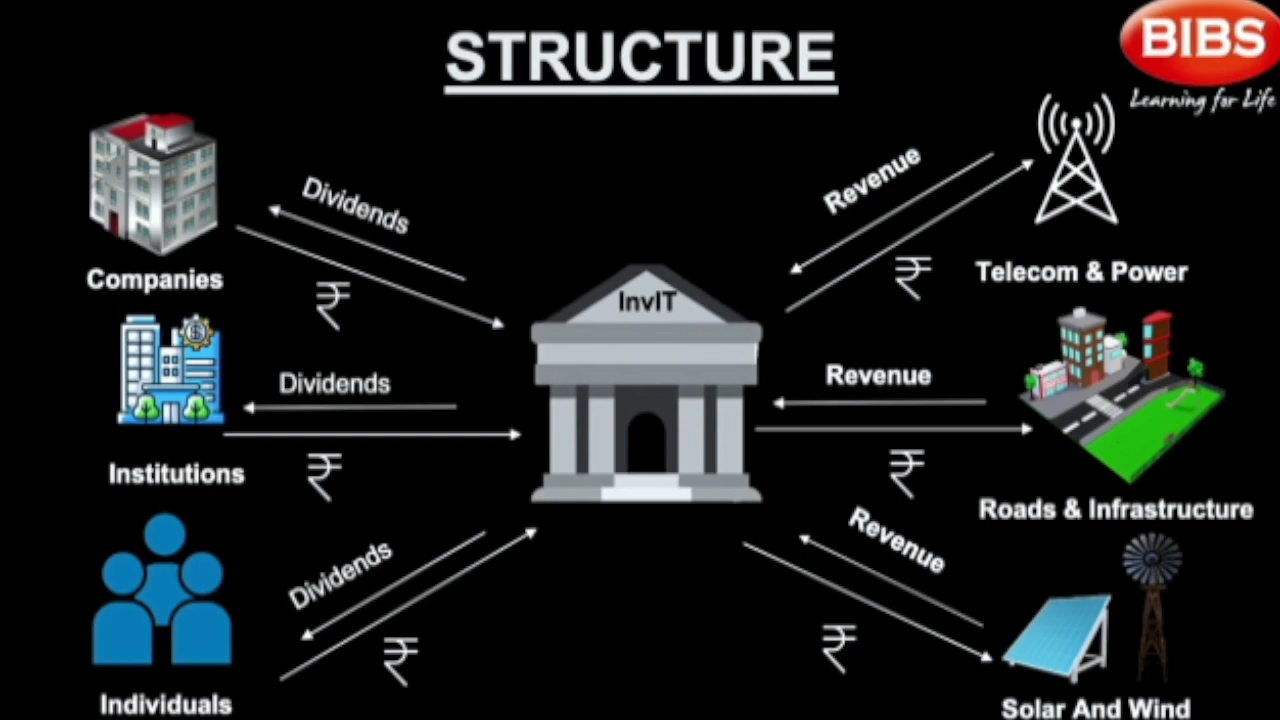 STRUCTURE
BIBS
Learning for Life
Dividends
Revenue
Companies
₹
₹
Telecom & Power
InvIT
Dividends
Revenue
Institutions
₹
₹
Roads & Infrastructure
Dividends
Revenue
₹
₹
Individuals
Solar And Wind